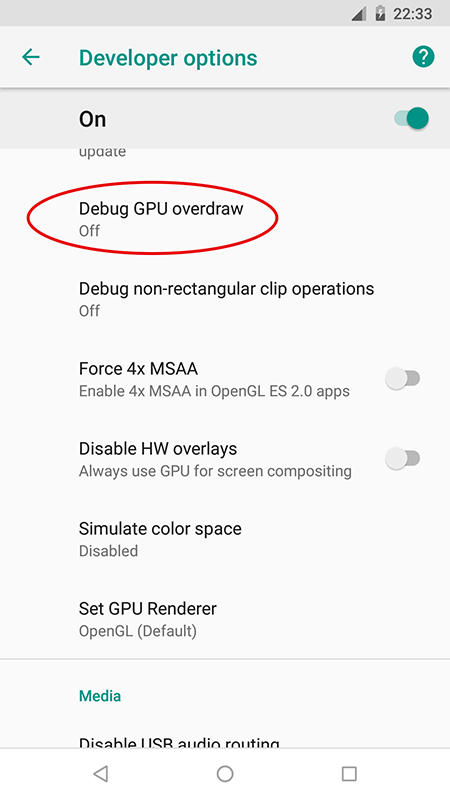 22:33
Developer options
On
update
Debug GPU overdraw
Off
Debug non-rectangular clip operations
Off
Force 4x MSAA
Enable 4x MSAA in OpenGL ES 2.0 apps
Disable HW overlays
Always use GPU for screen compositing
Simulate color space
Disabled
Set GPU Renderer
OpenGL (Default)
Media
Disable USB audio routing